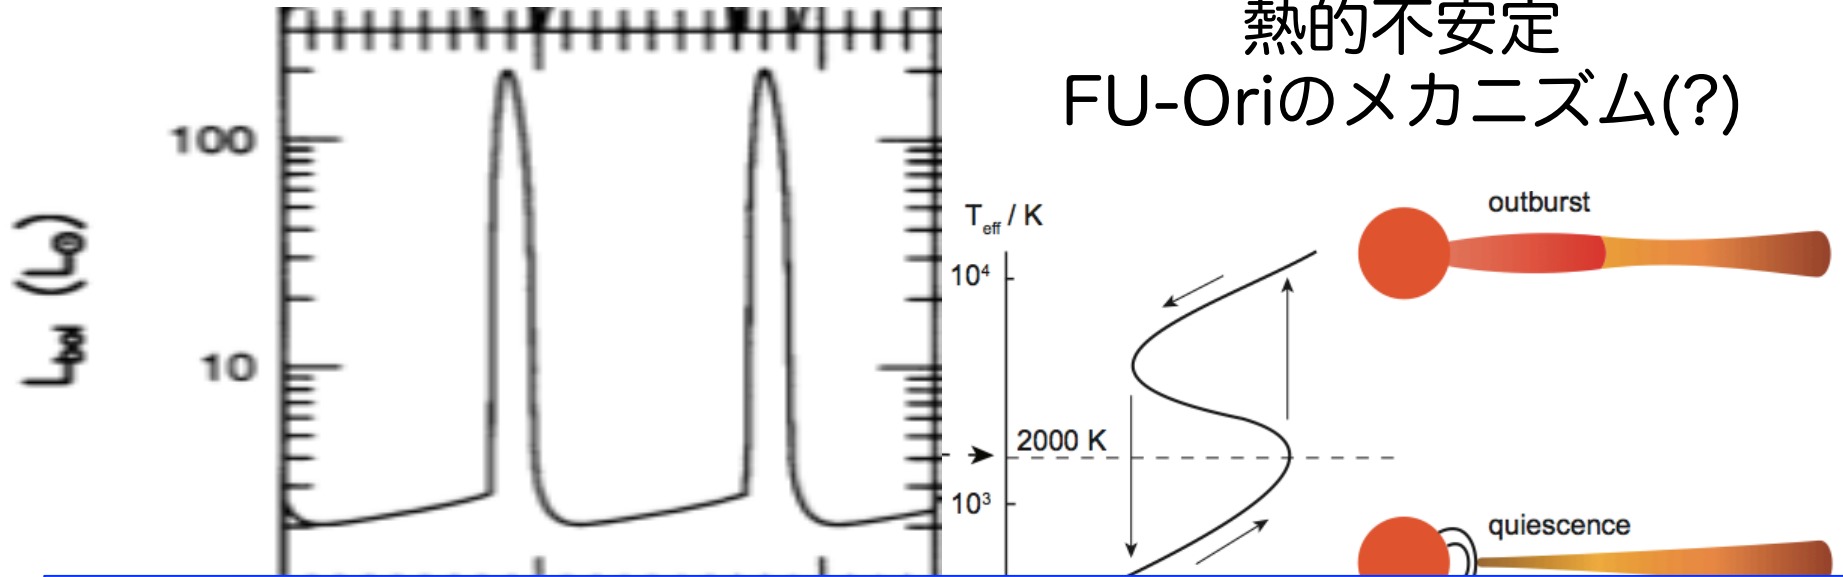 100
10
L_BB (L_⊙)
熱的不安定
FU-Oriのメカニズム(?)
T_eff / K
10⁴
2000 K
10³
outburst
quiescence